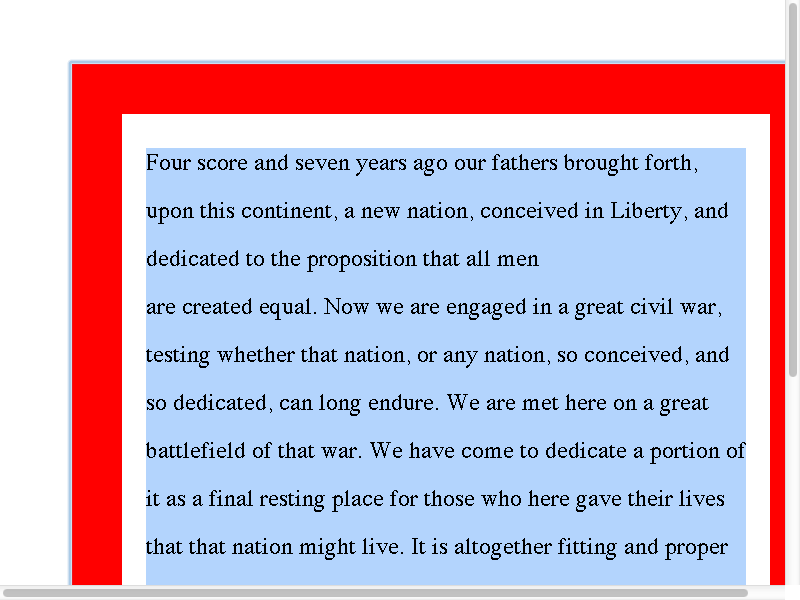 Four score and seven years ago our fathers brought forth,
upon this continent, a new nation, conceived in Liberty, and
dedicated to the proposition that all men
are created equal. Now we are engaged in a great civil war,
testing whether that nation, or any nation, so conceived, and
so dedicated, can long endure. We are met here on a great
battlefield of that war. We have come to dedicate a portion of
it as a final resting place for those who here gave their lives
that that nation might live. It is altogether fitting and proper